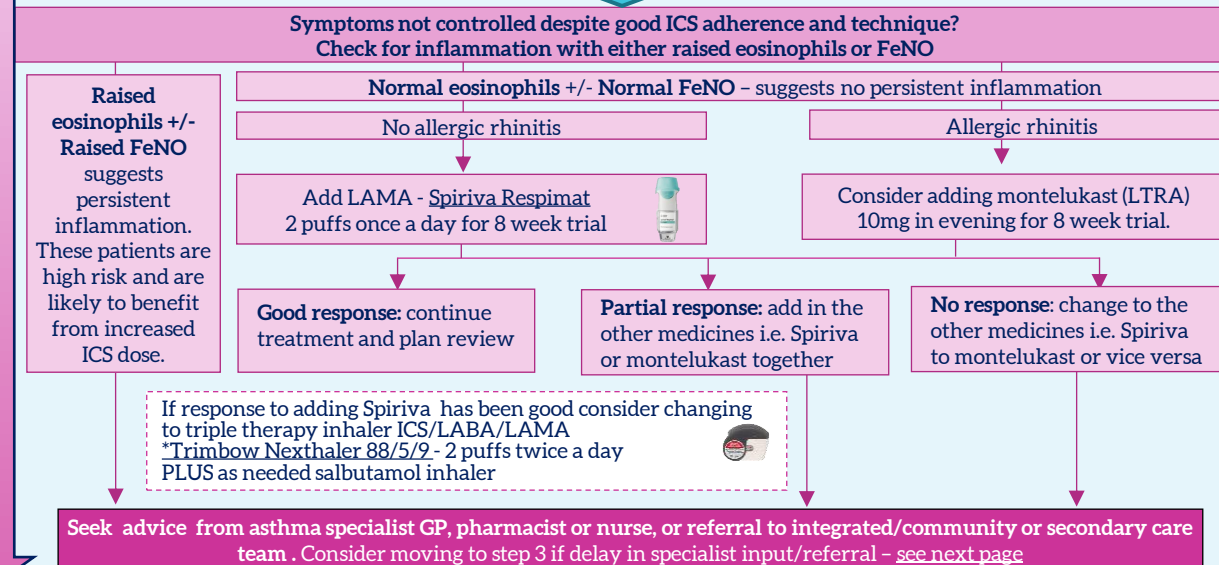 Symptoms not controlled despite good ICS adherence and technique?
Check for inflammation with either raised eosinophils or FeNO
Raised
eosinophils +/-
Raised FeNO
suggests
persistent
inflammation.
These patients are
high risk and are
likely to benefit
from increased
ICS dose.
Normal eosinophils +/- Normal FeNO – suggests no persistent inflammation
No allergic rhinitis
Allergic rhinitis
Add LAMA - Spiriva Respimat
2 puffs once a day for 8 week trial
Consider adding montelukast (LTRA)
10mg in evening for 8 week trial.
Good response: continue
treatment and plan review
Partial response: add in the
other medicines i.e. Spiriva
or montelukast together
No response: change to the
other medicines i.e. Spiriva
to montelukast or vice versa
If response to adding Spiriva has been good consider changing
to triple therapy inhaler ICS/LABA/LAMA
*Trimbow Nexthaler 88/5/9 - 2 puffs twice a day
PLUS as needed salbutamol inhaler
Seek advice from asthma specialist GP, pharmacist or nurse, or referral to integrated/community or secondary care
team . Consider moving to step 3 if delay in specialist input/referral – see next page